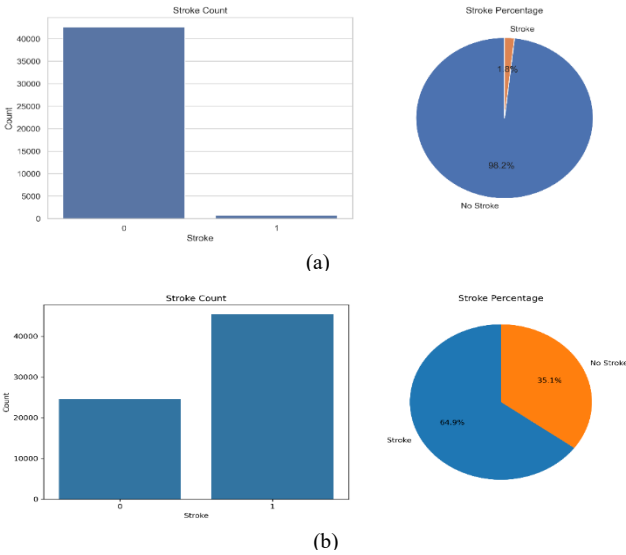 Stroke Count
Count
40000
35000
30000
25000
20000
15000
10000
5000
0
0 1
Stroke
Stroke Percentage
Stroke
1.8%
98.2%
No Stroke
(a)
Stroke Count
Count
40000
30000
20000
10000
0
0 1
Stroke
Stroke Percentage
No Stroke
35.1%
64.9%
Stroke
(b)